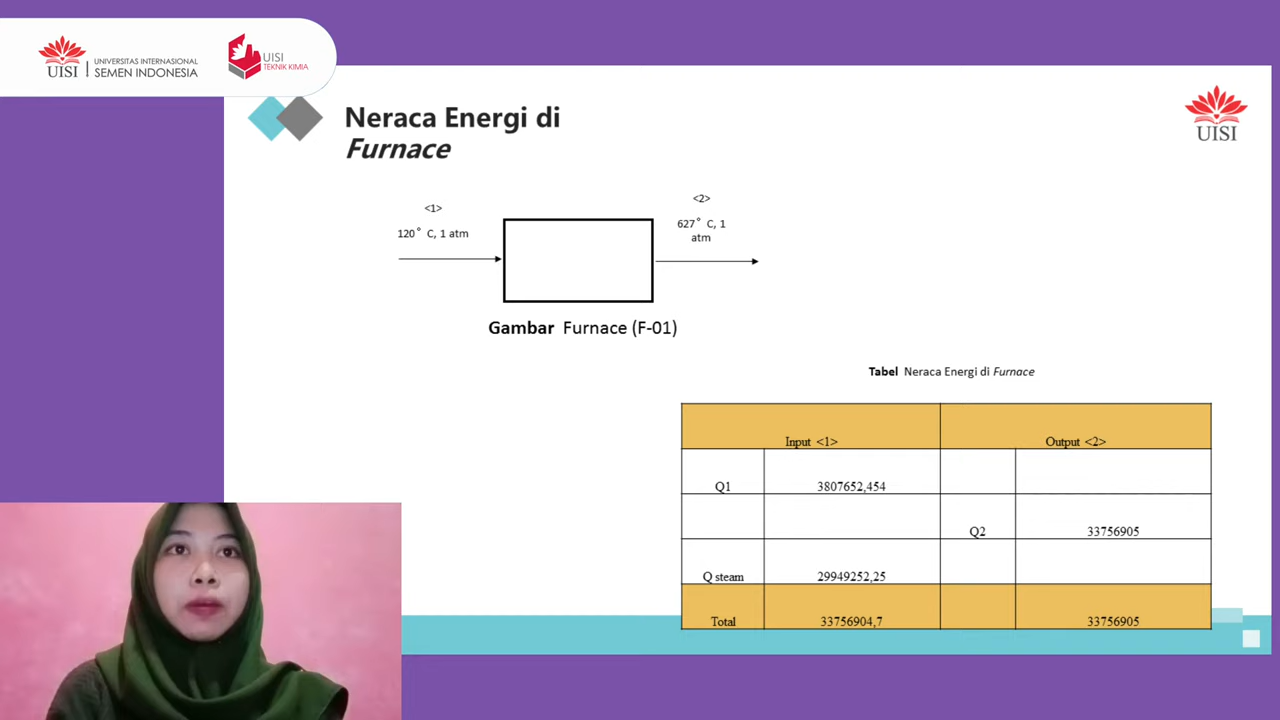 UISI
UNIVERSITAS INTERNASIONAL
SEMEN INDONESIA
UISI
TEKNIK KIMIA
UISI
Neraca Energi di
Furnace
<1>
120° C, 1 atm
<2>
627° C, 1
atm
Gambar Furnace (F-01)
Tabel Neraca Energi di Furnace
Input <1> Output <2>
Q1 3807652,454
Q2 33756905
Q steam 29949252,25
Total 33756904,7 33756905